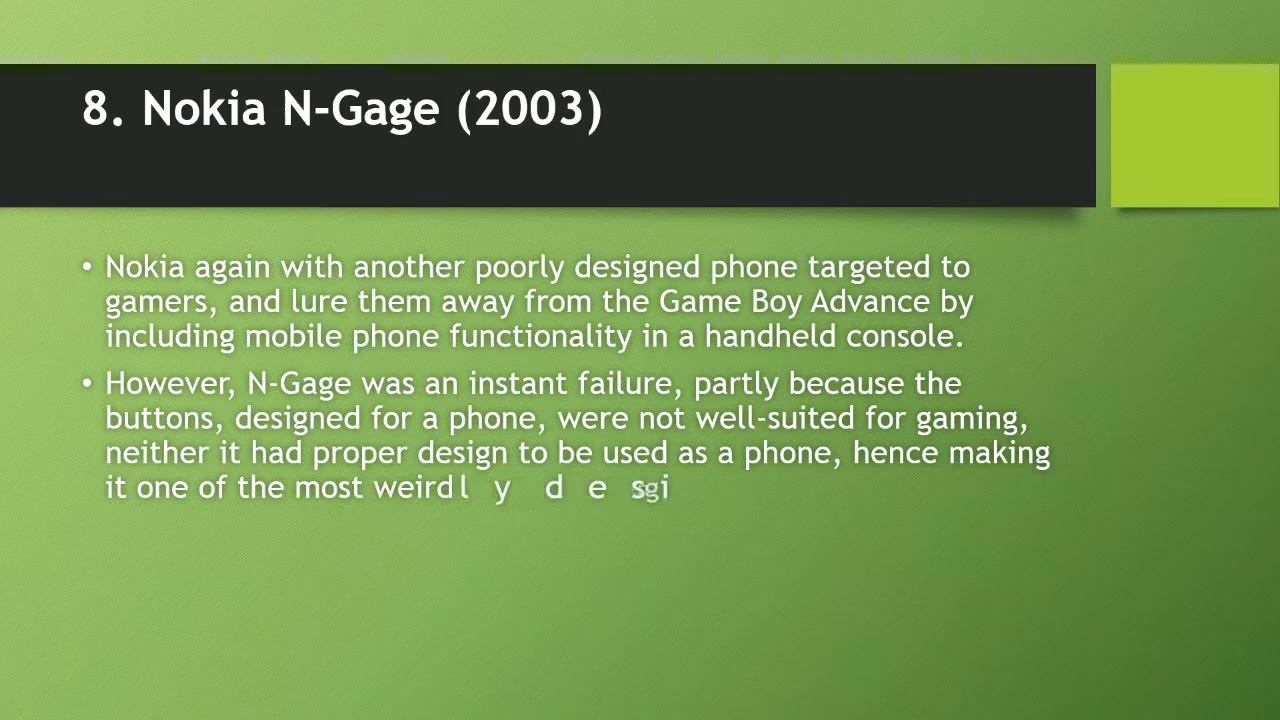 8. Nokia N-Gage (2003)
• Nokia again with another poorly designed phone targeted to
gamers, and lure them away from the Game Boy Advance by
including mobile phone functionality in a handheld console.
• However, N-Gage was an instant failure, partly because the
buttons, designed for a phone, were not well-suited for gaming,
neither it had proper design to be used as a phone, hence making
it one of the most weirdly